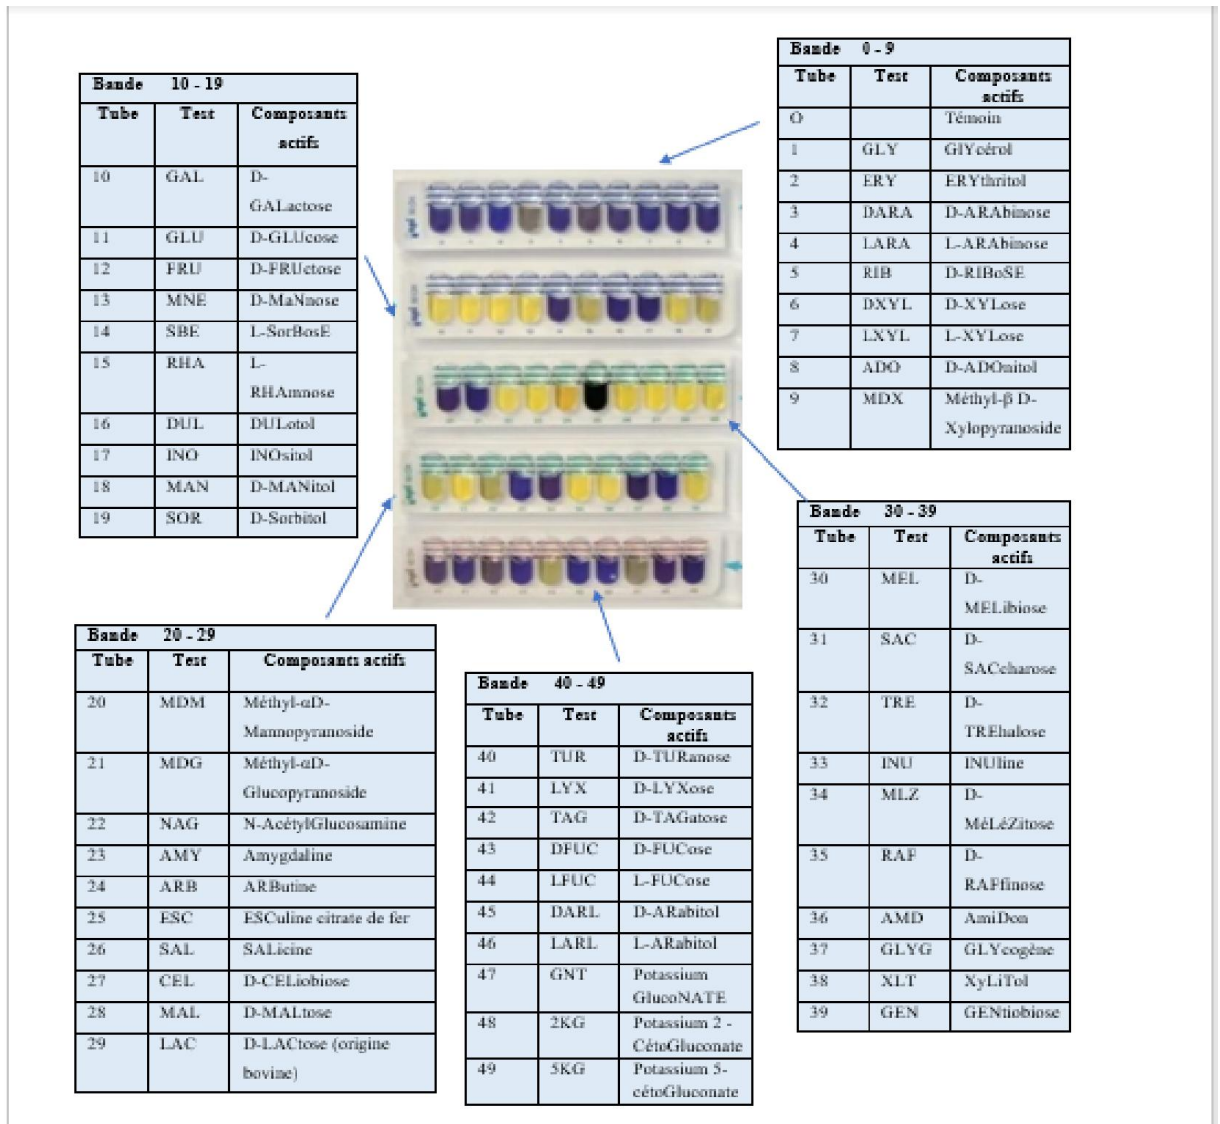 Bande 10 - 19
Tube Test Composants
actifs
10 GAL D-
GALactose
11 GLU D-GLUcose
12 FRU D-FRUctose
13 MNE D-MaNnose
14 SBE L-SorBosE
15 RHA L-
RHAmnose
16 DUL DULotol
17 INO INOsitol
18 MAN D-MANitol
19 SOR D-Sorbitol
Bande 0 - 9
Tube Test Composants
actifs
O Témoin
1 GLY GlYcérol
2 ERY ERYthritol
3 DARA D-ARAbinose
4 LARA L-ARAbinose
5 RIB D-RIBoSE
6 DXYL D-XYLose
7 LXYL L-XYLose
8 ADO D-ADOnitol
9 MDX Méthyl-β D-
Xylopyranoside
Bande 20 - 29
Tube Test Composants actifs
20 MDM Méthyl-αD-
Mannopyranoside
21 MDG Méthyl-αD-
Glucopyranoside
22 NAG N-AcétylGlucosamine
23 AMY Amygdaline
24 ARB ARButine
25 ESC ESCuline citrate de fer
26 SAL SALicine
27 CEL D-CELiobiose
28 MAL D-MALtose
29 LAC D-LACtose (origine
bovine)
Bande 40 - 49
Tube Test Composants
actifs
40 TUR D-TURanose
41 LYX D-LYXose
42 TAG D-TAGatose
43 DFUC D-FUCose
44 LFUC L-FUCose
45 DARL D-ARabitol
46 LARL L-ARabitol
47 GNT Potassium
GlucoNATE
48 2KG Potassium 2 -
CétoGluconate
49 5KG Potassium 5-
cétoGluconate
Bande 30 - 39
Tube Test Composants
actifs
30 MEL D-
MELibiose
31 SAC D-
SACcharose
32 TRE D-
TREhalose
33 INU INUline
34 MLZ D-
MéLéZitose
35 RAF D-
RAFfinose
36 AMD AmiDon
37 GLYG GLYcogène
38 XLT XyLiTol
39 GEN GENtiobiose